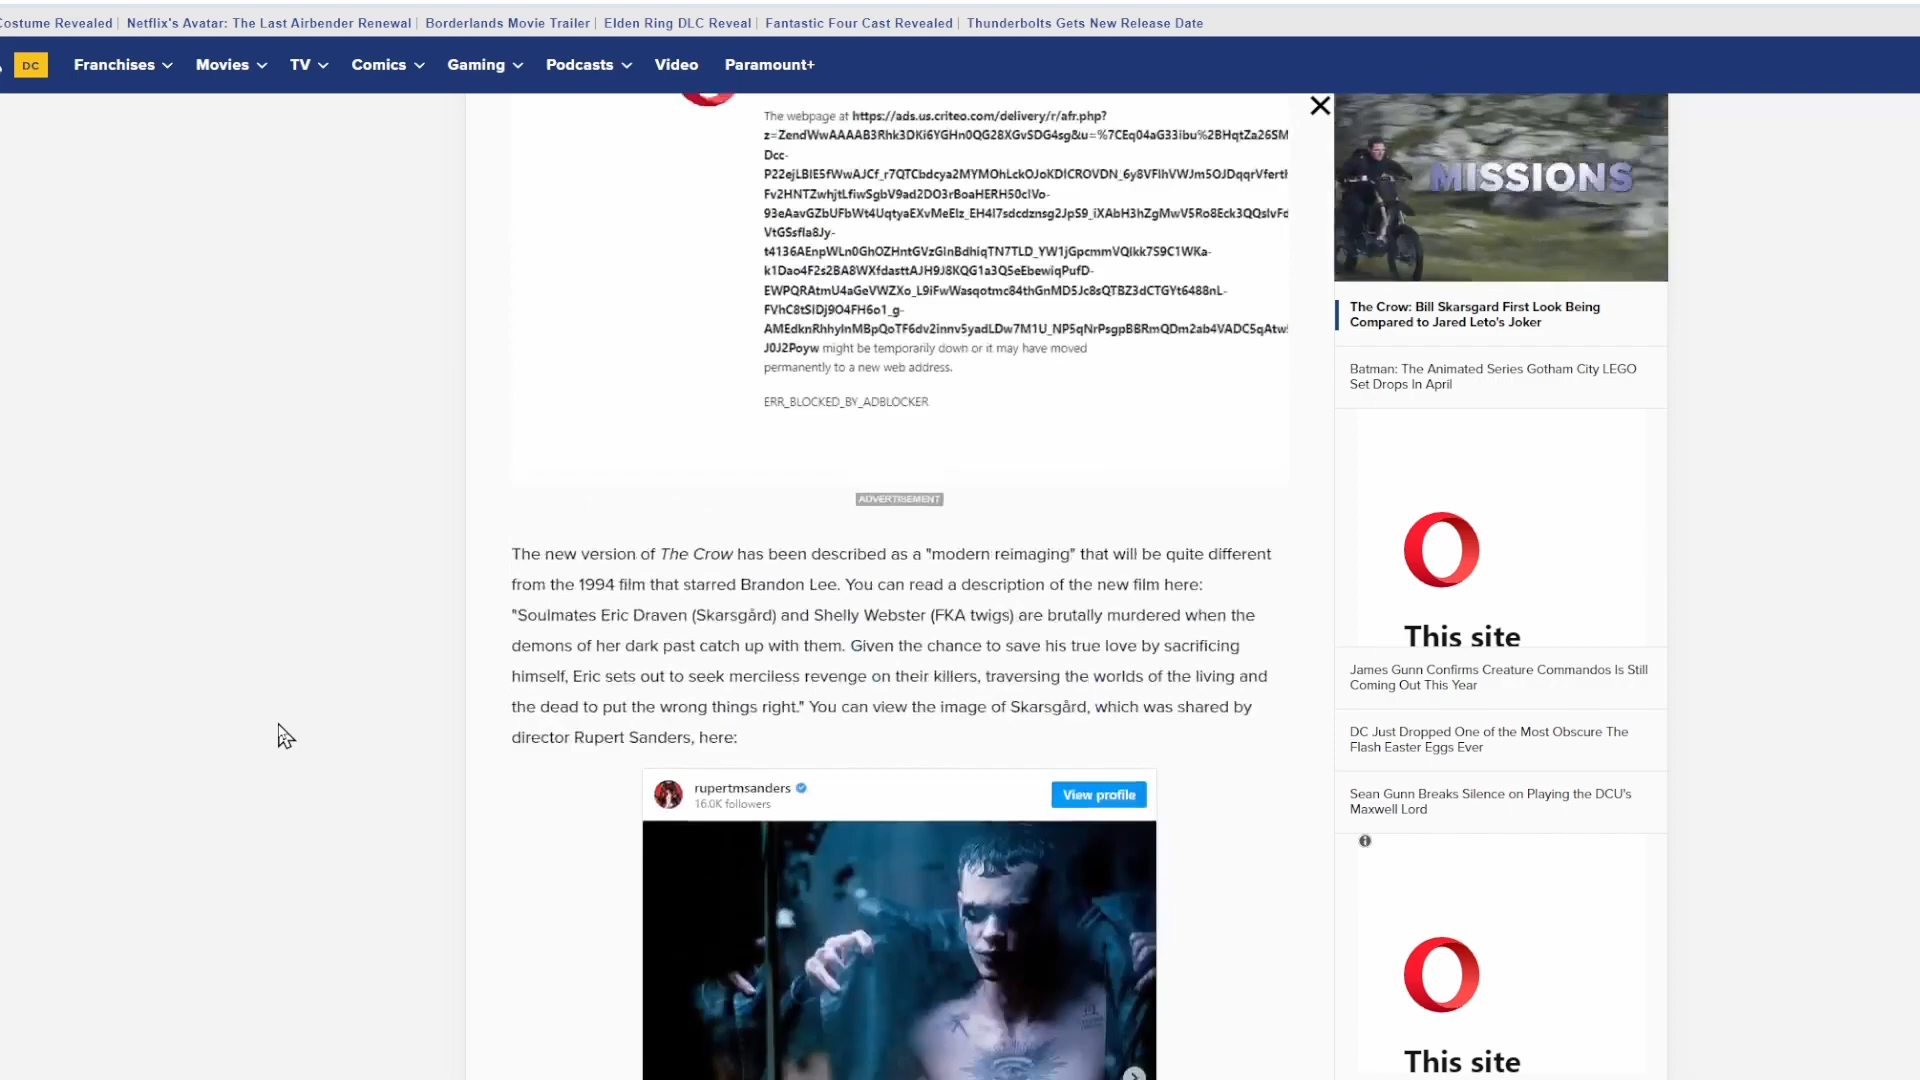 Costume Revealed | Netflix's Avatar: The Last Airbender Renewal | Borderlands Movie Trailer | Elden Ring DLC Reveal | Fantastic Four Cast Revealed | Thunderbolts Gets New Release Date
DC Franchises Movies TV Comics Gaming Podcasts Video Paramount+
The webpage at https://ads.us.criteo.com/delivery/r/afr.php?
Dcc-
VtGSsfla8Jy-
FVhC8tSIDj9O4FH6o1_g-
J0J2Poyw might be temporarily down or it may have moved
permanently to a new web address.
ERR_BLOCKED_BY_ADBLOCKER
ADVERTISEMENT
The new version of The Crow has been described as a "modern reimaging" that will be quite different
from the 1994 film that starred Brandon Lee. You can read a description of the new film here:
"Soulmates Eric Draven (Skarsgård) and Shelly Webster (FKA twigs) are brutally murdered when the
demons of her dark past catch up with them. Given the chance to save his true love by sacrificing
himself, Eric sets out to seek merciless revenge on their killers, traversing the worlds of the living and
the dead to put the wrong things right." You can view the image of Skarsgård, which was shared by
director Rupert Sanders, here:
rupertmsanders
16.0K followers
View profile
MISSIONS
The Crow: Bill Skarsgard First Look Being
Compared to Jared Leto's Joker
Batman: The Animated Series Gotham City LEGO
Set Drops In April
This site
James Gunn Confirms Creature Commandos Is Still
Coming Out This Year
DC Just Dropped One of the Most Obscure The
Flash Easter Eggs Ever
Sean Gunn Breaks Silence on Playing the DCU's
Maxwell Lord
This site